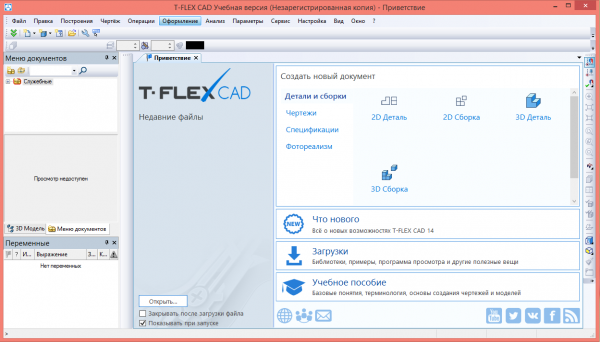 T-FLEX CAD Учебная версия (Незарегистрированная копия) - Приветствие
Файл Правка Построения Чертёж Операции Оформление Анализ Параметры Сервис Настройка Вид Окно ?
Меню документов
Служебные
Просмотр недоступен
3D Модель Меню документов
Переменные
? И... Выражение З... К...
Нет переменных
Приветствие
T-FLEX CAD
Недавние файлы
Открыть...
Закрывать после загрузки файла
Показывать при запуске
Создать новый документ
Детали и сборки
Чертежи
Спецификации
Фотореализм
2D Деталь
2D Сборка
3D Деталь
3D Сборка
NEW
Что нового
Всё о новых возможностях T-FLEX CAD 14
Загрузки
Библиотеки, примеры, программа просмотра и другие полезные вещи
Учебное пособие
Базовые понятия, терминология, основы создания чертежей и моделей